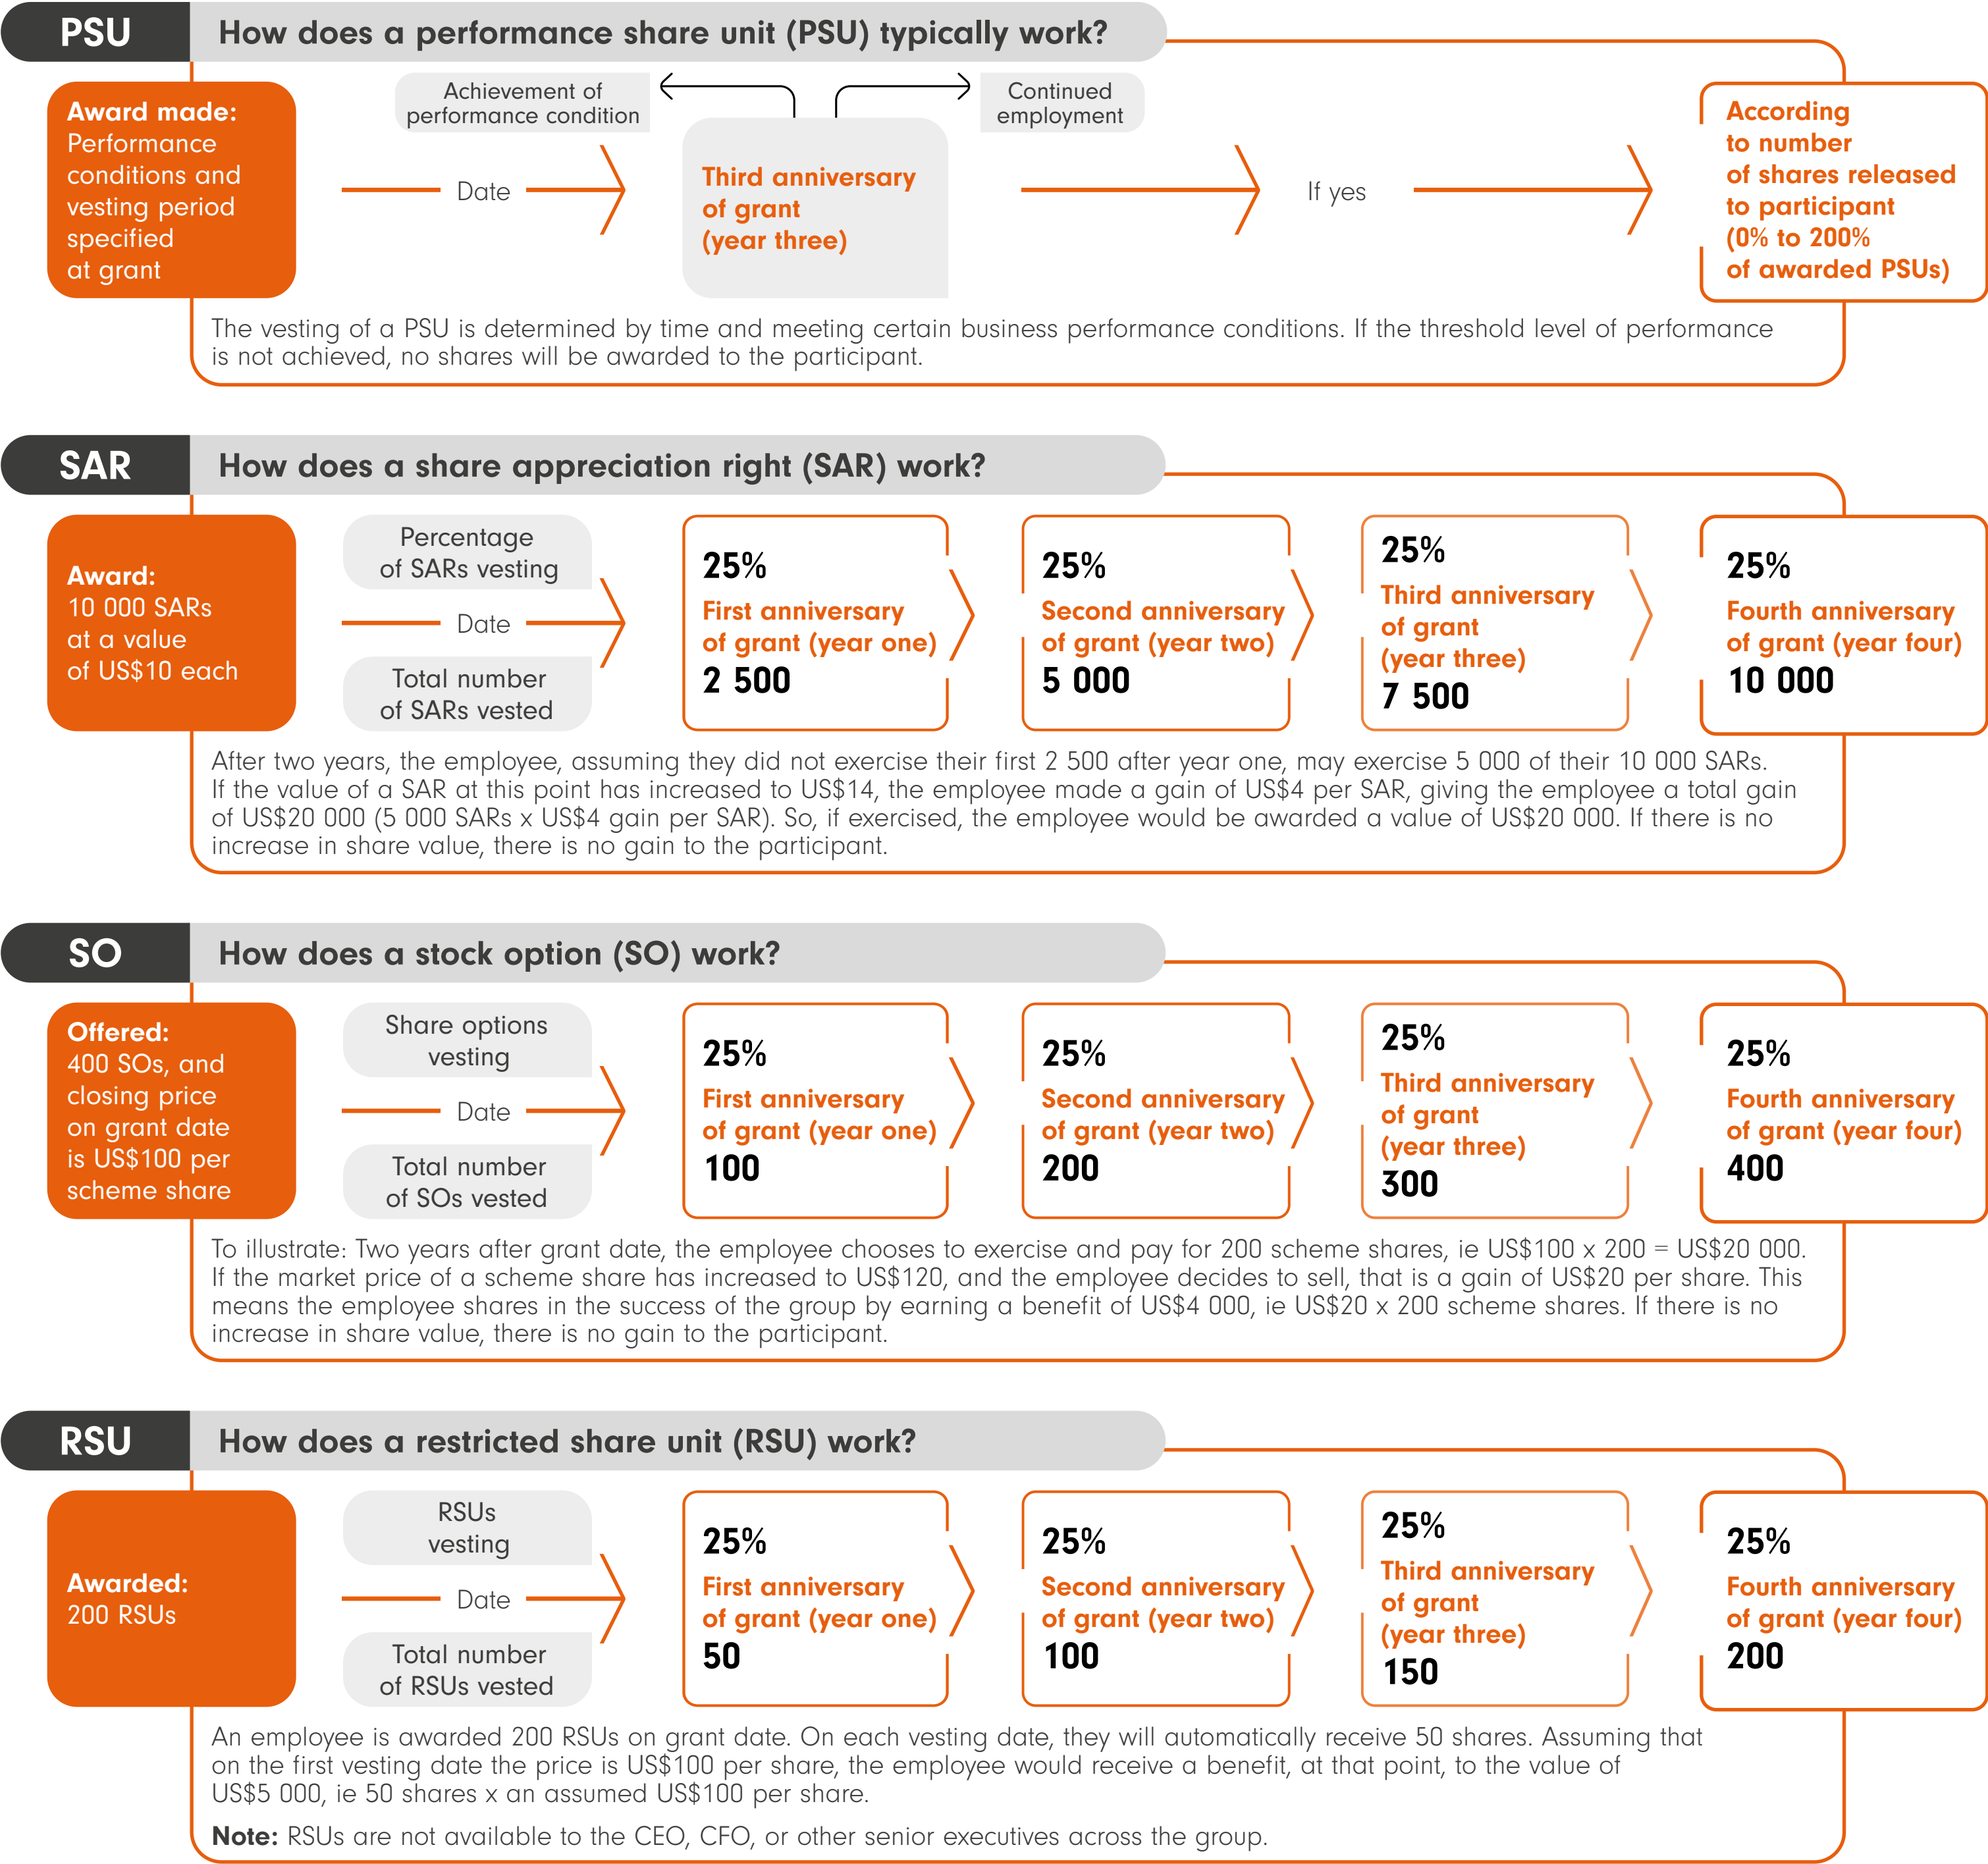 PSU
How does a performance share unit (PSU) typically work?
Award made:
Performance
conditions and
vesting period
specified
at grant
Achievement of
performance condition
Continued
employment
Date
Third anniversary
of grant
(year three)
If yes
According
to number
of shares released
to participant
(0% to 200%
of awarded PSUs)
The vesting of a PSU is determined by time and meeting certain business performance conditions. If the threshold level of performance
is not achieved, no shares will be awarded to the participant.
SAR
How does a share appreciation right (SAR) work?
Award:
10 000 SARs
at a value
of US$10 each
Percentage
of SARs vesting
Date
Total number
of SARs vested
25%
First anniversary
of grant (year one)
2 500
25%
Second anniversary
of grant (year two)
5 000
25%
Third anniversary
of grant
(year three)
7 500
25%
Fourth anniversary
of grant (year four)
10 000
After two years, the employee, assuming they did not exercise their first 2 500 after year one, may exercise 5 000 of their 10 000 SARs.
If the value of a SAR at this point has increased to US$14, the employee made a gain of US$4 per SAR, giving the employee a total gain
of US$20 000 (5 000 SARs x US$4 gain per SAR). So, if exercised, the employee would be awarded a value of US$20 000. If there is no
increase in share value, there is no gain to the participant.
SO
How does a stock option (SO) work?
Offered:
400 SOs, and
closing price
on grant date
is US$100 per
scheme share
Share options
vesting
Date
Total number
of SOs vested
25%
First anniversary
of grant (year one)
100
25%
Second anniversary
of grant (year two)
200
25%
Third anniversary
of grant
(year three)
300
25%
Fourth anniversary
of grant (year four)
400
To illustrate: Two years after grant date, the employee chooses to exercise and pay for 200 scheme shares, ie US$100 x 200 = US$20 000.
If the market price of a scheme share has increased to US$120, and the employee decides to sell, that is a gain of US$20 per share. This
means the employee shares in the success of the group by earning a benefit of US$4 000, ie US$20 x 200 scheme shares. If there is no
increase in share value, there is no gain to the participant.
RSU
How does a restricted share unit (RSU) work?
Awarded:
200 RSUs
RSUs
vesting
Date
Total number
of RSUs vested
25%
First anniversary
of grant (year one)
50
25%
Second anniversary
of grant (year two)
100
25%
Third anniversary
of grant
(year three)
150
25%
Fourth anniversary
of grant (year four)
200
An employee is awarded 200 RSUs on grant date. On each vesting date, they will automatically receive 50 shares. Assuming that
on the first vesting date the price is US$100 per share, the employee would receive a benefit, at that point, to the value of
US$5 000, ie 50 shares x an assumed US$100 per share.
Note: RSUs are not available to the CEO, CFO, or other senior executives across the group.